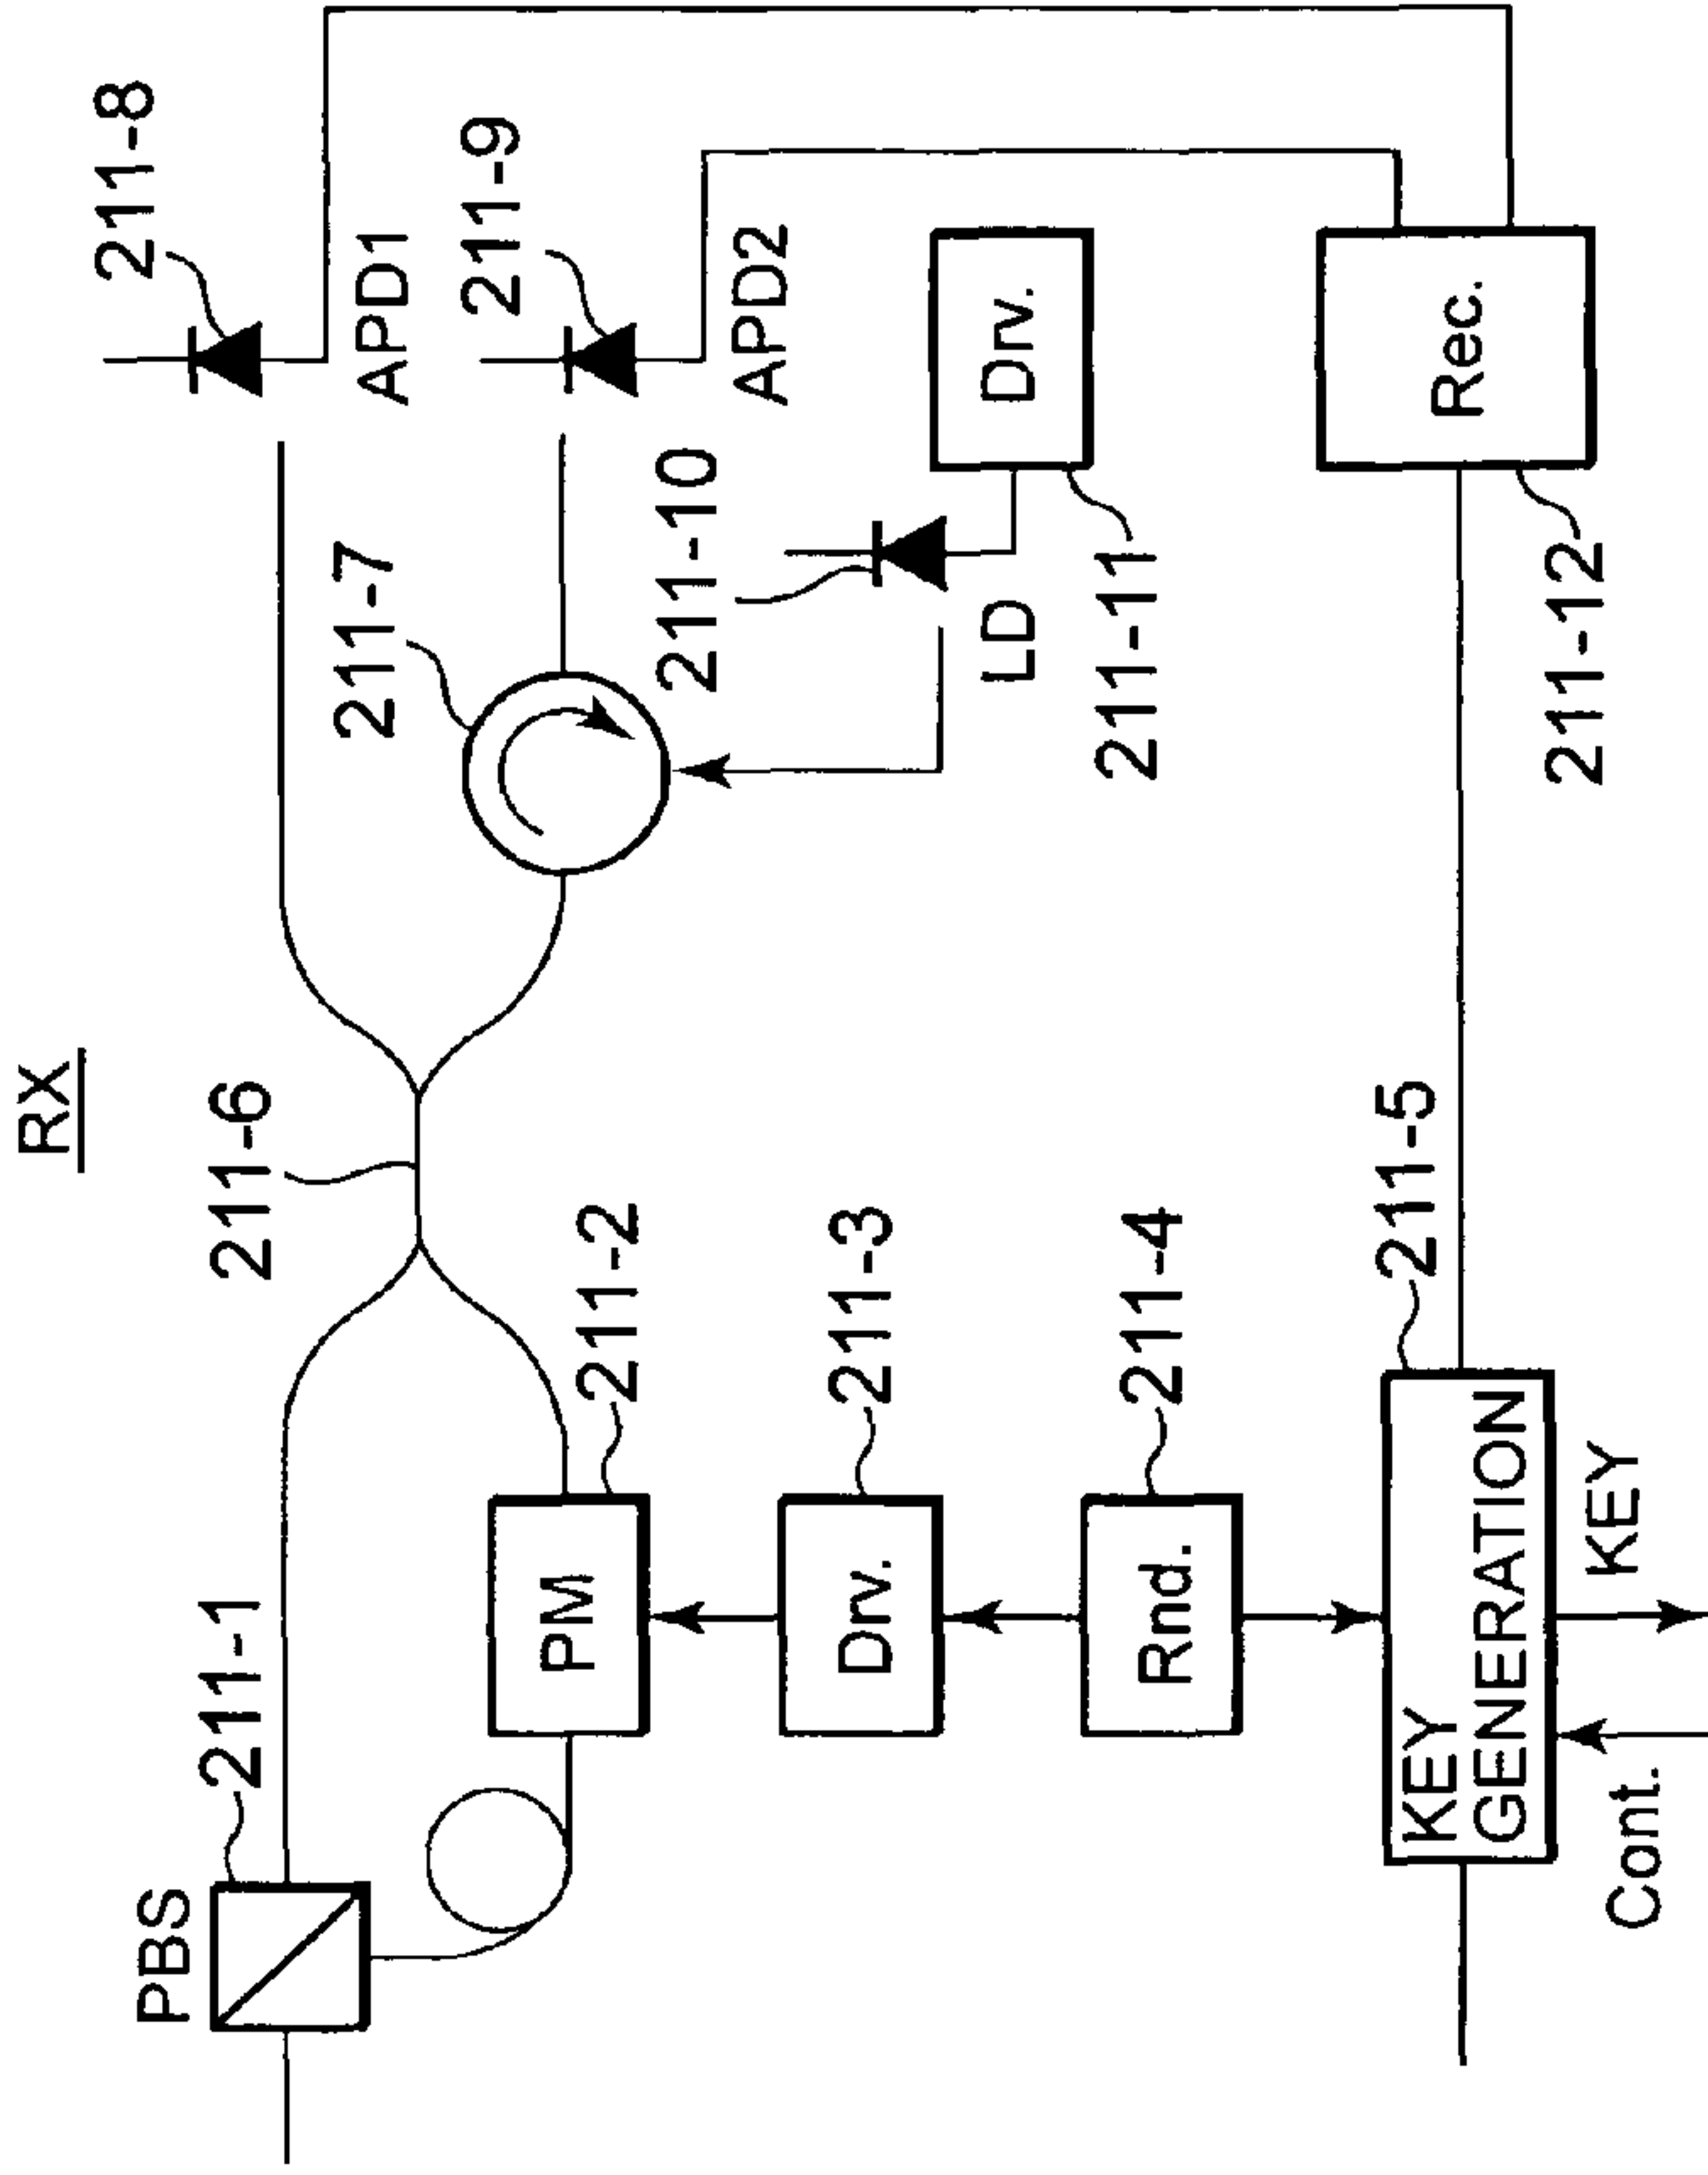 RX
PBS
211-1
211-6
211-7
211-8
APD1
211-9
APD2
211-10
LD
Drv.
211-11
PM
211-2
Drv.
211-3
Rnd.
211-4
KEY
GENERATION
211-5
Rec.
211-12
Cont.
KEY